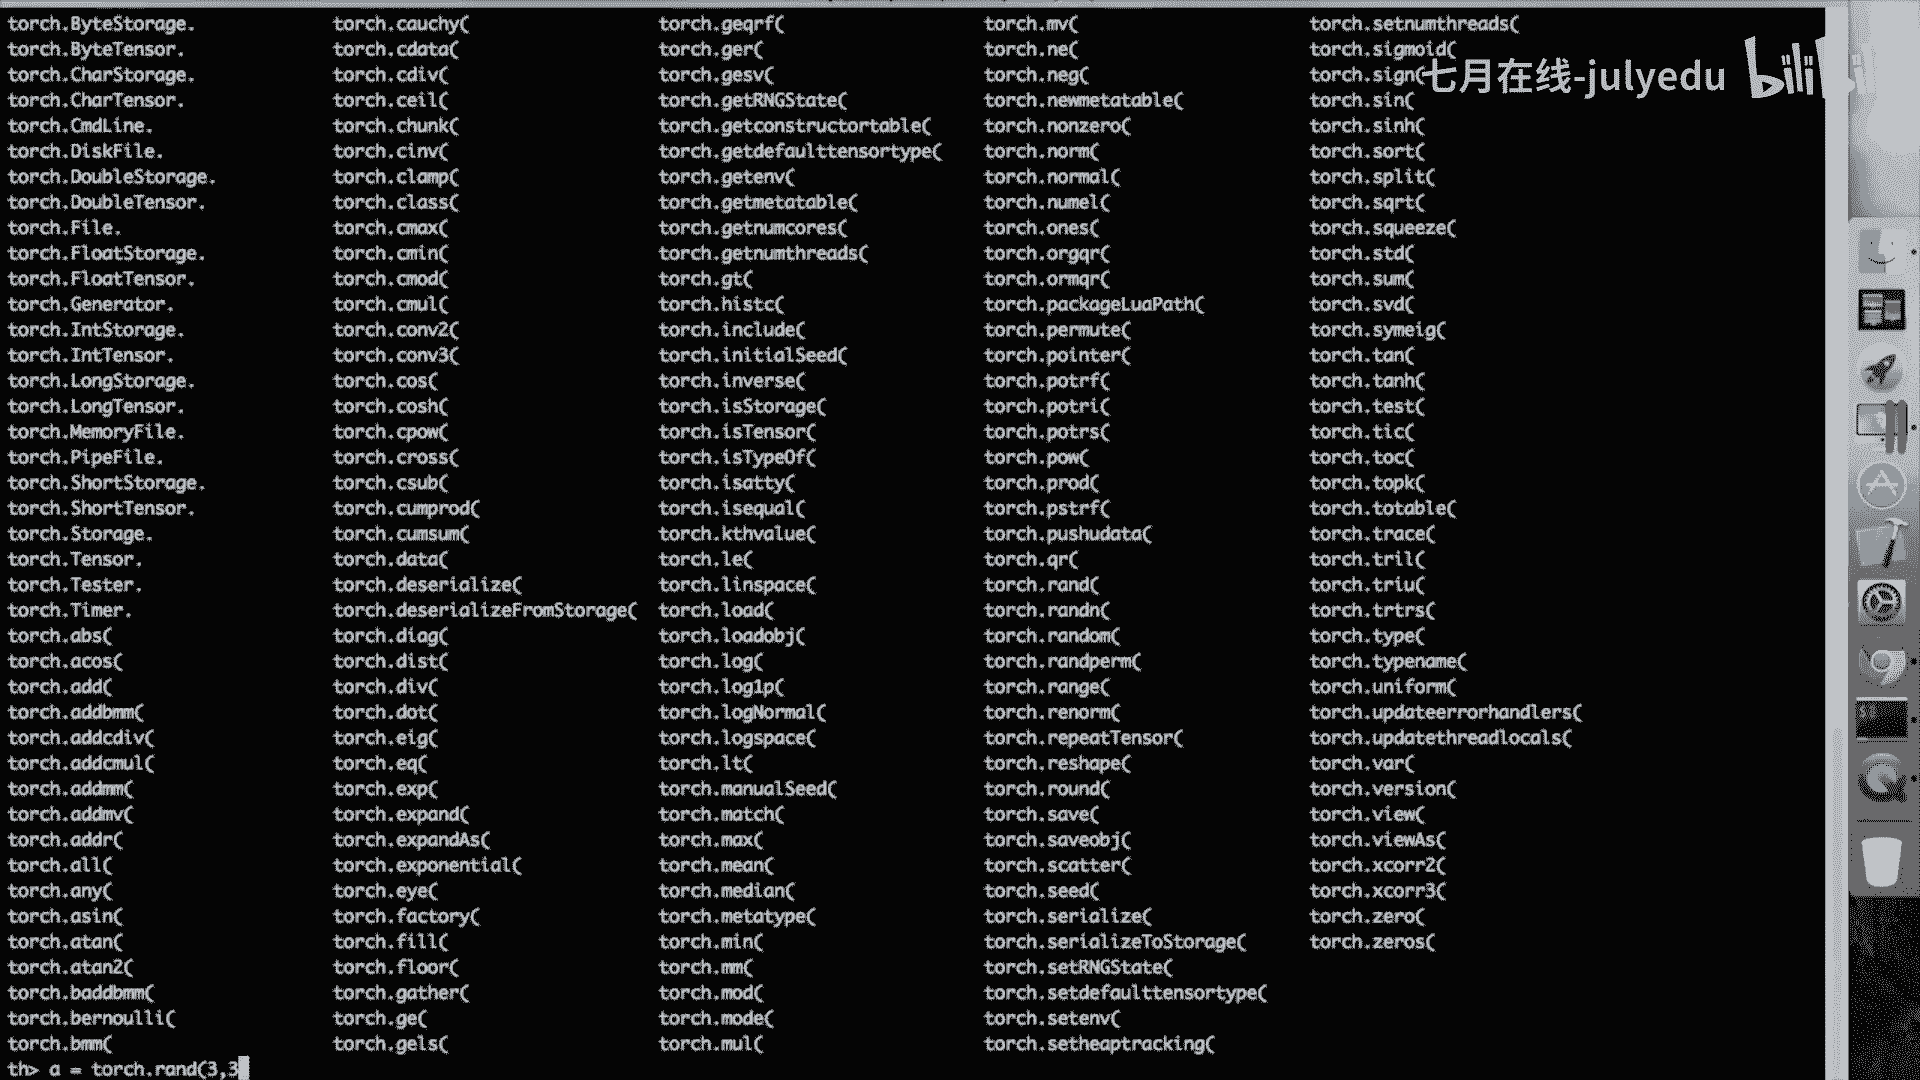 torch.ByteStorage. torch.cauchy( torch.geqrf( torch.mv( torch.setnumthreads(
torch.ByteTensor. torch.cdata( torch.ger( torch.ne( torch.sigmoid(
torch.CharStorage. torch.cdiv( torch.gesv( torch.neg( torch.sign(
七月在线-julyedu
torch.CharTensor. torch.ceil( torch.getRNGState( torch.newmetatable( torch.sin(
torch.CmdLine. torch.chunk( torch.getconstructortable( torch.nonzero( torch.sinh(
torch.DiskFile. torch.cinv( torch.getdefaulttensortype( torch.norm( torch.sort(
torch.DoubleStorage. torch.clamp( torch.getenv( torch.normal( torch.split(
torch.DoubleTensor. torch.class( torch.getmetatable( torch.numel( torch.sqrt(
torch.File. torch.cmax( torch.getnumcores( torch.ones( torch.squeeze(
torch.FloatStorage. torch.cmin( torch.getnumthreads( torch.orgqr( torch.std(
torch.FloatTensor. torch.cmod( torch.gt( torch.ormqr( torch.sum(
torch.Generator. torch.cmul( torch.histc( torch.packageLuaPath( torch.svd(
torch.IntStorage. torch.conv2( torch.include( torch.permute( torch.symeig(
torch.IntTensor. torch.conv3( torch.initialSeed( torch.pointer( torch.tan(
torch.LongStorage. torch.cos( torch.inverse( torch.potrf( torch.tanh(
torch.LongTensor. torch.cosh( torch.isStorage( torch.potri( torch.test(
torch.MemoryFile. torch.cpow( torch.isTensor( torch.potrs( torch.tic(
torch.PipeFile. torch.cross( torch.isTypeOf( torch.pow( torch.toc(
torch.ShortStorage. torch.csub( torch.isatty( torch.prod( torch.topk(
torch.ShortTensor. torch.cumprod( torch.isequal( torch.pstrf( torch.totable(
torch.Storage. torch.cumsum( torch.kthvalue( torch.pushudata( torch.trace(
torch.Tensor. torch.data( torch.le( torch.qr( torch.tril(
torch.Tester. torch.deserialize( torch.linspace( torch.rand( torch.triu(
torch.Timer. torch.deserializeFromStorage( torch.load( torch.randn( torch.trtrs(
torch.abs( torch.diag( torch.loadobj( torch.random( torch.type(
torch.acos( torch.dist( torch.log( torch.randperm( torch.typename(
torch.add( torch.div( torch.log1p( torch.range( torch.uniform(
torch.addbmm( torch.dot( torch.logNormal( torch.renorm( torch.updateerrorhandlers(
torch.addcdiv( torch.eig( torch.logspace( torch.repeatTensor( torch.updatethreadlocals(
torch.addcmul( torch.eq( torch.lt( torch.reshape( torch.var(
torch.addmm( torch.exp( torch.manualSeed( torch.round( torch.version(
torch.addmv( torch.expand( torch.match( torch.save( torch.view(
torch.addr( torch.expandAs( torch.max( torch.saveobj( torch.viewAs(
torch.all( torch.exponential( torch.mean( torch.scatter( torch.xcorr2(
torch.any( torch.eye( torch.median( torch.seed( torch.xcorr3(
torch.asin( torch.factory( torch.metatype( torch.serialize( torch.zero(
torch.atan( torch.fill( torch.min( torch.serializeToStorage( torch.zeros(
torch.atan2( torch.floor( torch.mm( torch.setRNGState(
torch.baddbmm( torch.gather( torch.mod( torch.setdefaulttensortype(
torch.bernoulli( torch.ge( torch.mode( torch.setenv(
torch.bmm( torch.gels( torch.mul( torch.setheaptracking(
th> a = torch.rand(3,3